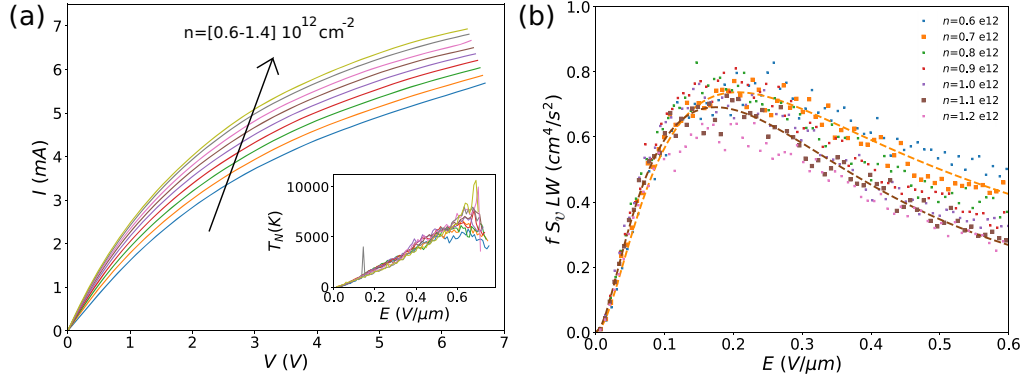 (a)
n=[0.6-1.4] 10^12 cm^-2
I (mA)
7
6
5
4
3
2
1
0
0 1 2 3 4 5 6 7
V (V)
T_N(K)
10000
5000
0
0.0 0.2 0.4 0.6
E (V/μm)
(b)
n=0.6 e12
n=0.7 e12
n=0.8 e12
n=0.9 e12
n=1.0 e12
n=1.1 e12
n=1.2 e12
f S_v LW (cm^4/s^2)
1.0
0.8
0.6
0.4
0.2
0.0
0.0 0.1 0.2 0.3 0.4 0.5 0.6
E (V/μm)